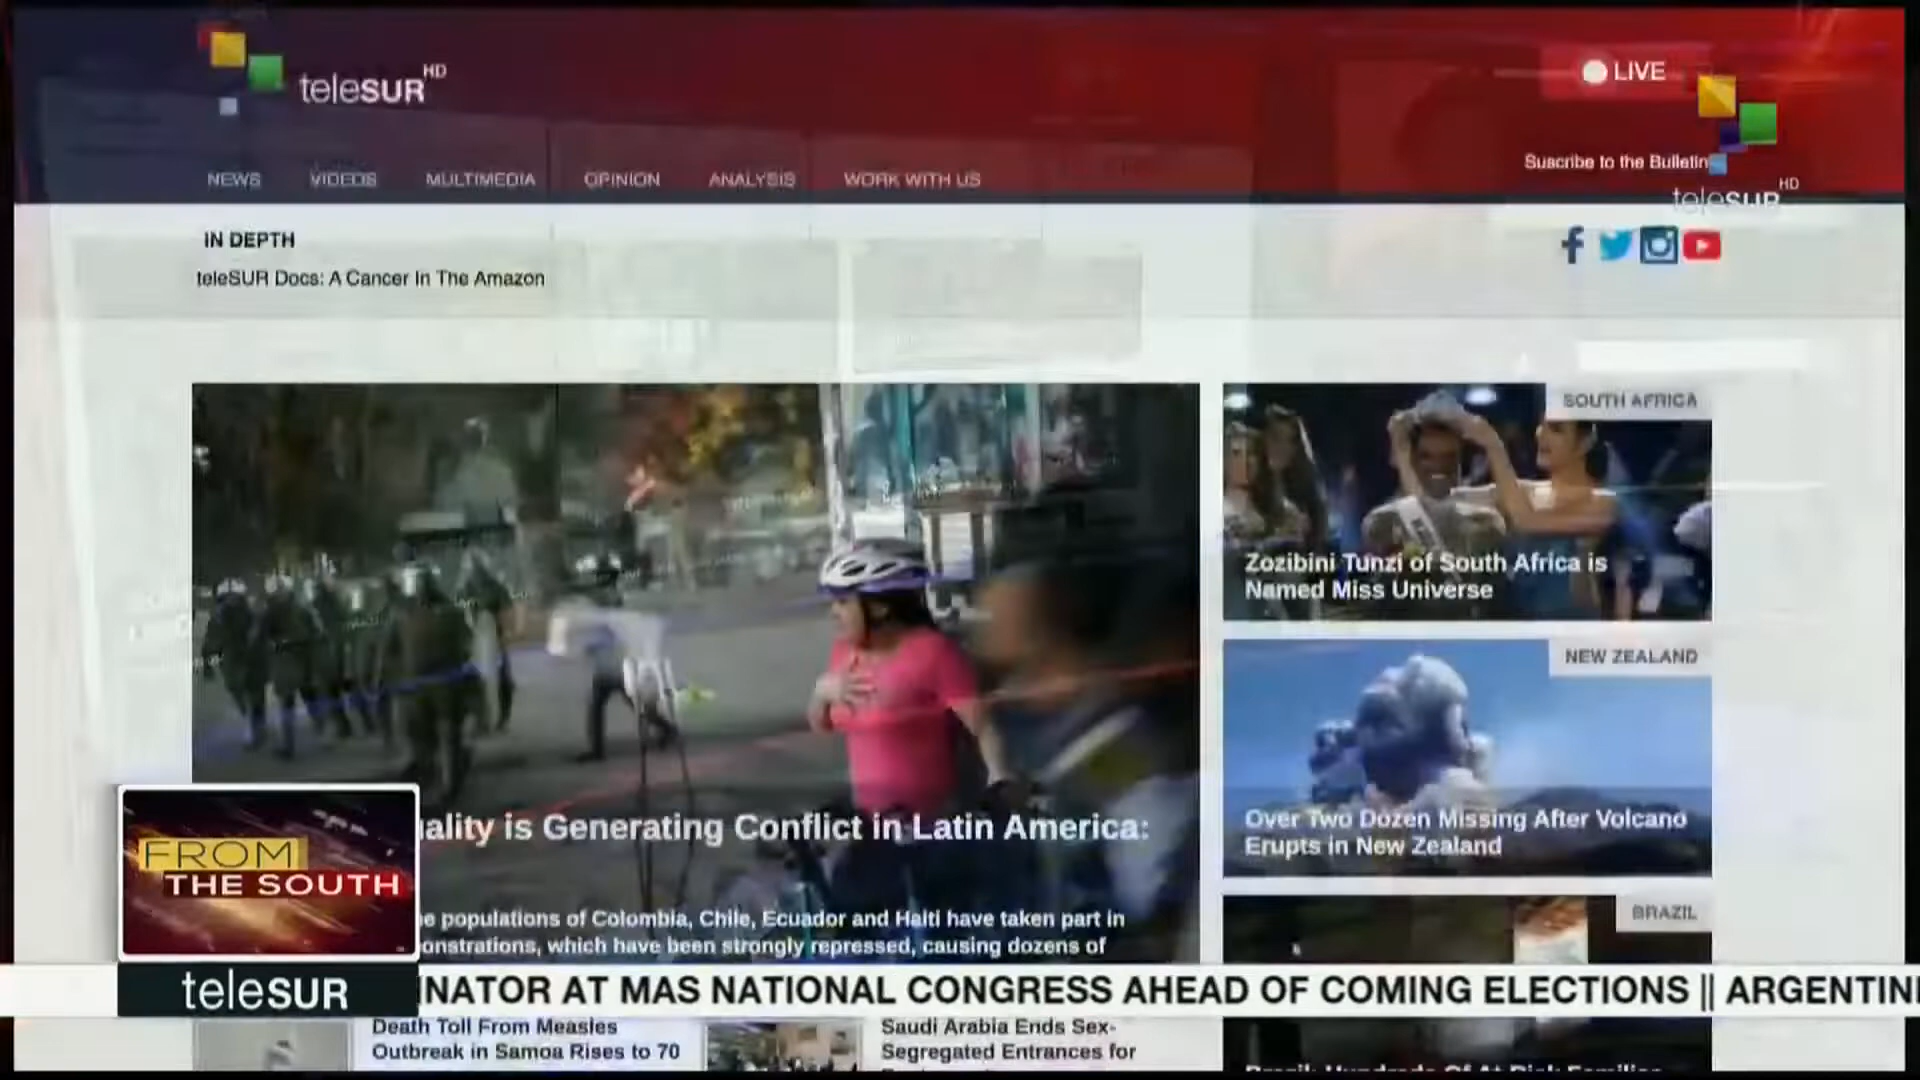 teleSUR HD
LIVE
NEWS VIDEOS MULTIMEDIA OPINION ANALYSIS WORK WITH US
Suscribe to the Bulletin
teleSUR HD
IN DEPTH
teleSUR Docs: A Cancer In The Amazon
SOUTH AFRICA
Zozibini Tunzi of South Africa is
Named Miss Universe
NEW ZEALAND
Over Two Dozen Missing After Volcano
Erupts in New Zealand
BRAZIL
is Generating Conflict in Latin America:
populations of Colombia, Chile, Ecuador and Haiti have taken part in
which have been strongly repressed, causing dozens of
FROM
THE SOUTH
teleSUR
INATOR AT MAS NATIONAL CONGRESS AHEAD OF COMING ELECTIONS || ARGENTIN
Death Toll From Measles
Outbreak in Samoa Rises to 70
Saudi Arabia Ends Sex-
Segregated Entrances for